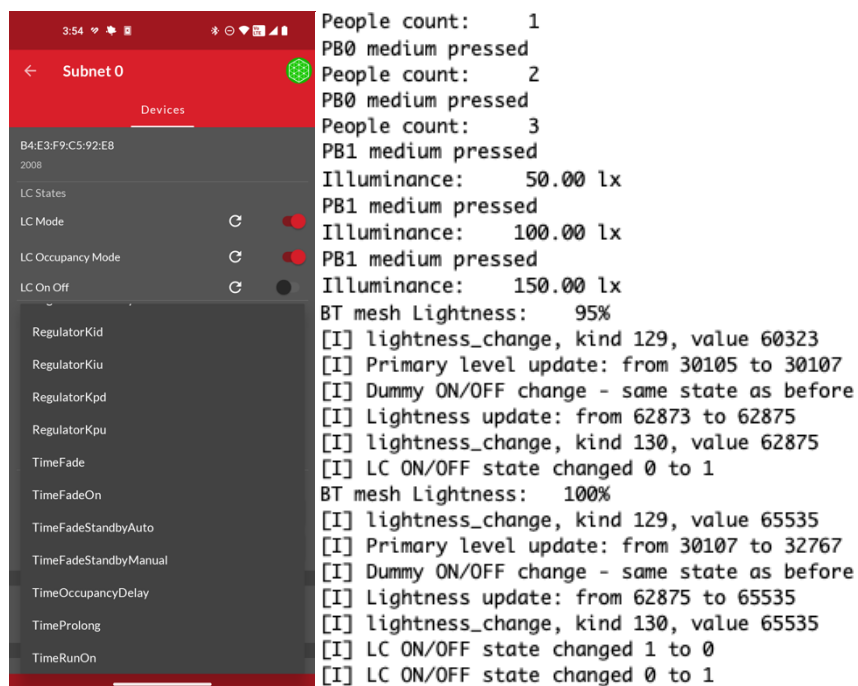 3:54
Subnet 0
Devices
B4:E3:F9:C5:92:E8
2008
LC States
LC Mode
LC Occupancy Mode
LC On Off
RegulatorKid
RegulatorKiu
RegulatorKpd
RegulatorKpu
TimeFade
TimeFadeOn
TimeFadeStandbyAuto
TimeFadeStandbyManual
TimeOccupancyDelay
TimeProlong
TimeRunOn
People count: 1
PB0 medium pressed
People count: 2
PB0 medium pressed
People count: 3
PB1 medium pressed
Illuminance: 50.00 lx
PB1 medium pressed
Illuminance: 100.00 lx
PB1 medium pressed
Illuminance: 150.00 lx
BT mesh Lightness: 95%
[I] lightness_change, kind 129, value 60323
[I] Primary level update: from 30105 to 30107
[I] Dummy ON/OFF change - same state as before
[I] Lightness update: from 62873 to 62875
[I] lightness_change, kind 130, value 62875
[I] LC ON/OFF state changed 0 to 1
BT mesh Lightness: 100%
[I] lightness_change, kind 129, value 65535
[I] Primary level update: from 30107 to 32767
[I] Dummy ON/OFF change - same state as before
[I] Lightness update: from 62875 to 65535
[I] lightness_change, kind 130, value 65535
[I] LC ON/OFF state changed 1 to 0
[I] LC ON/OFF state changed 0 to 1